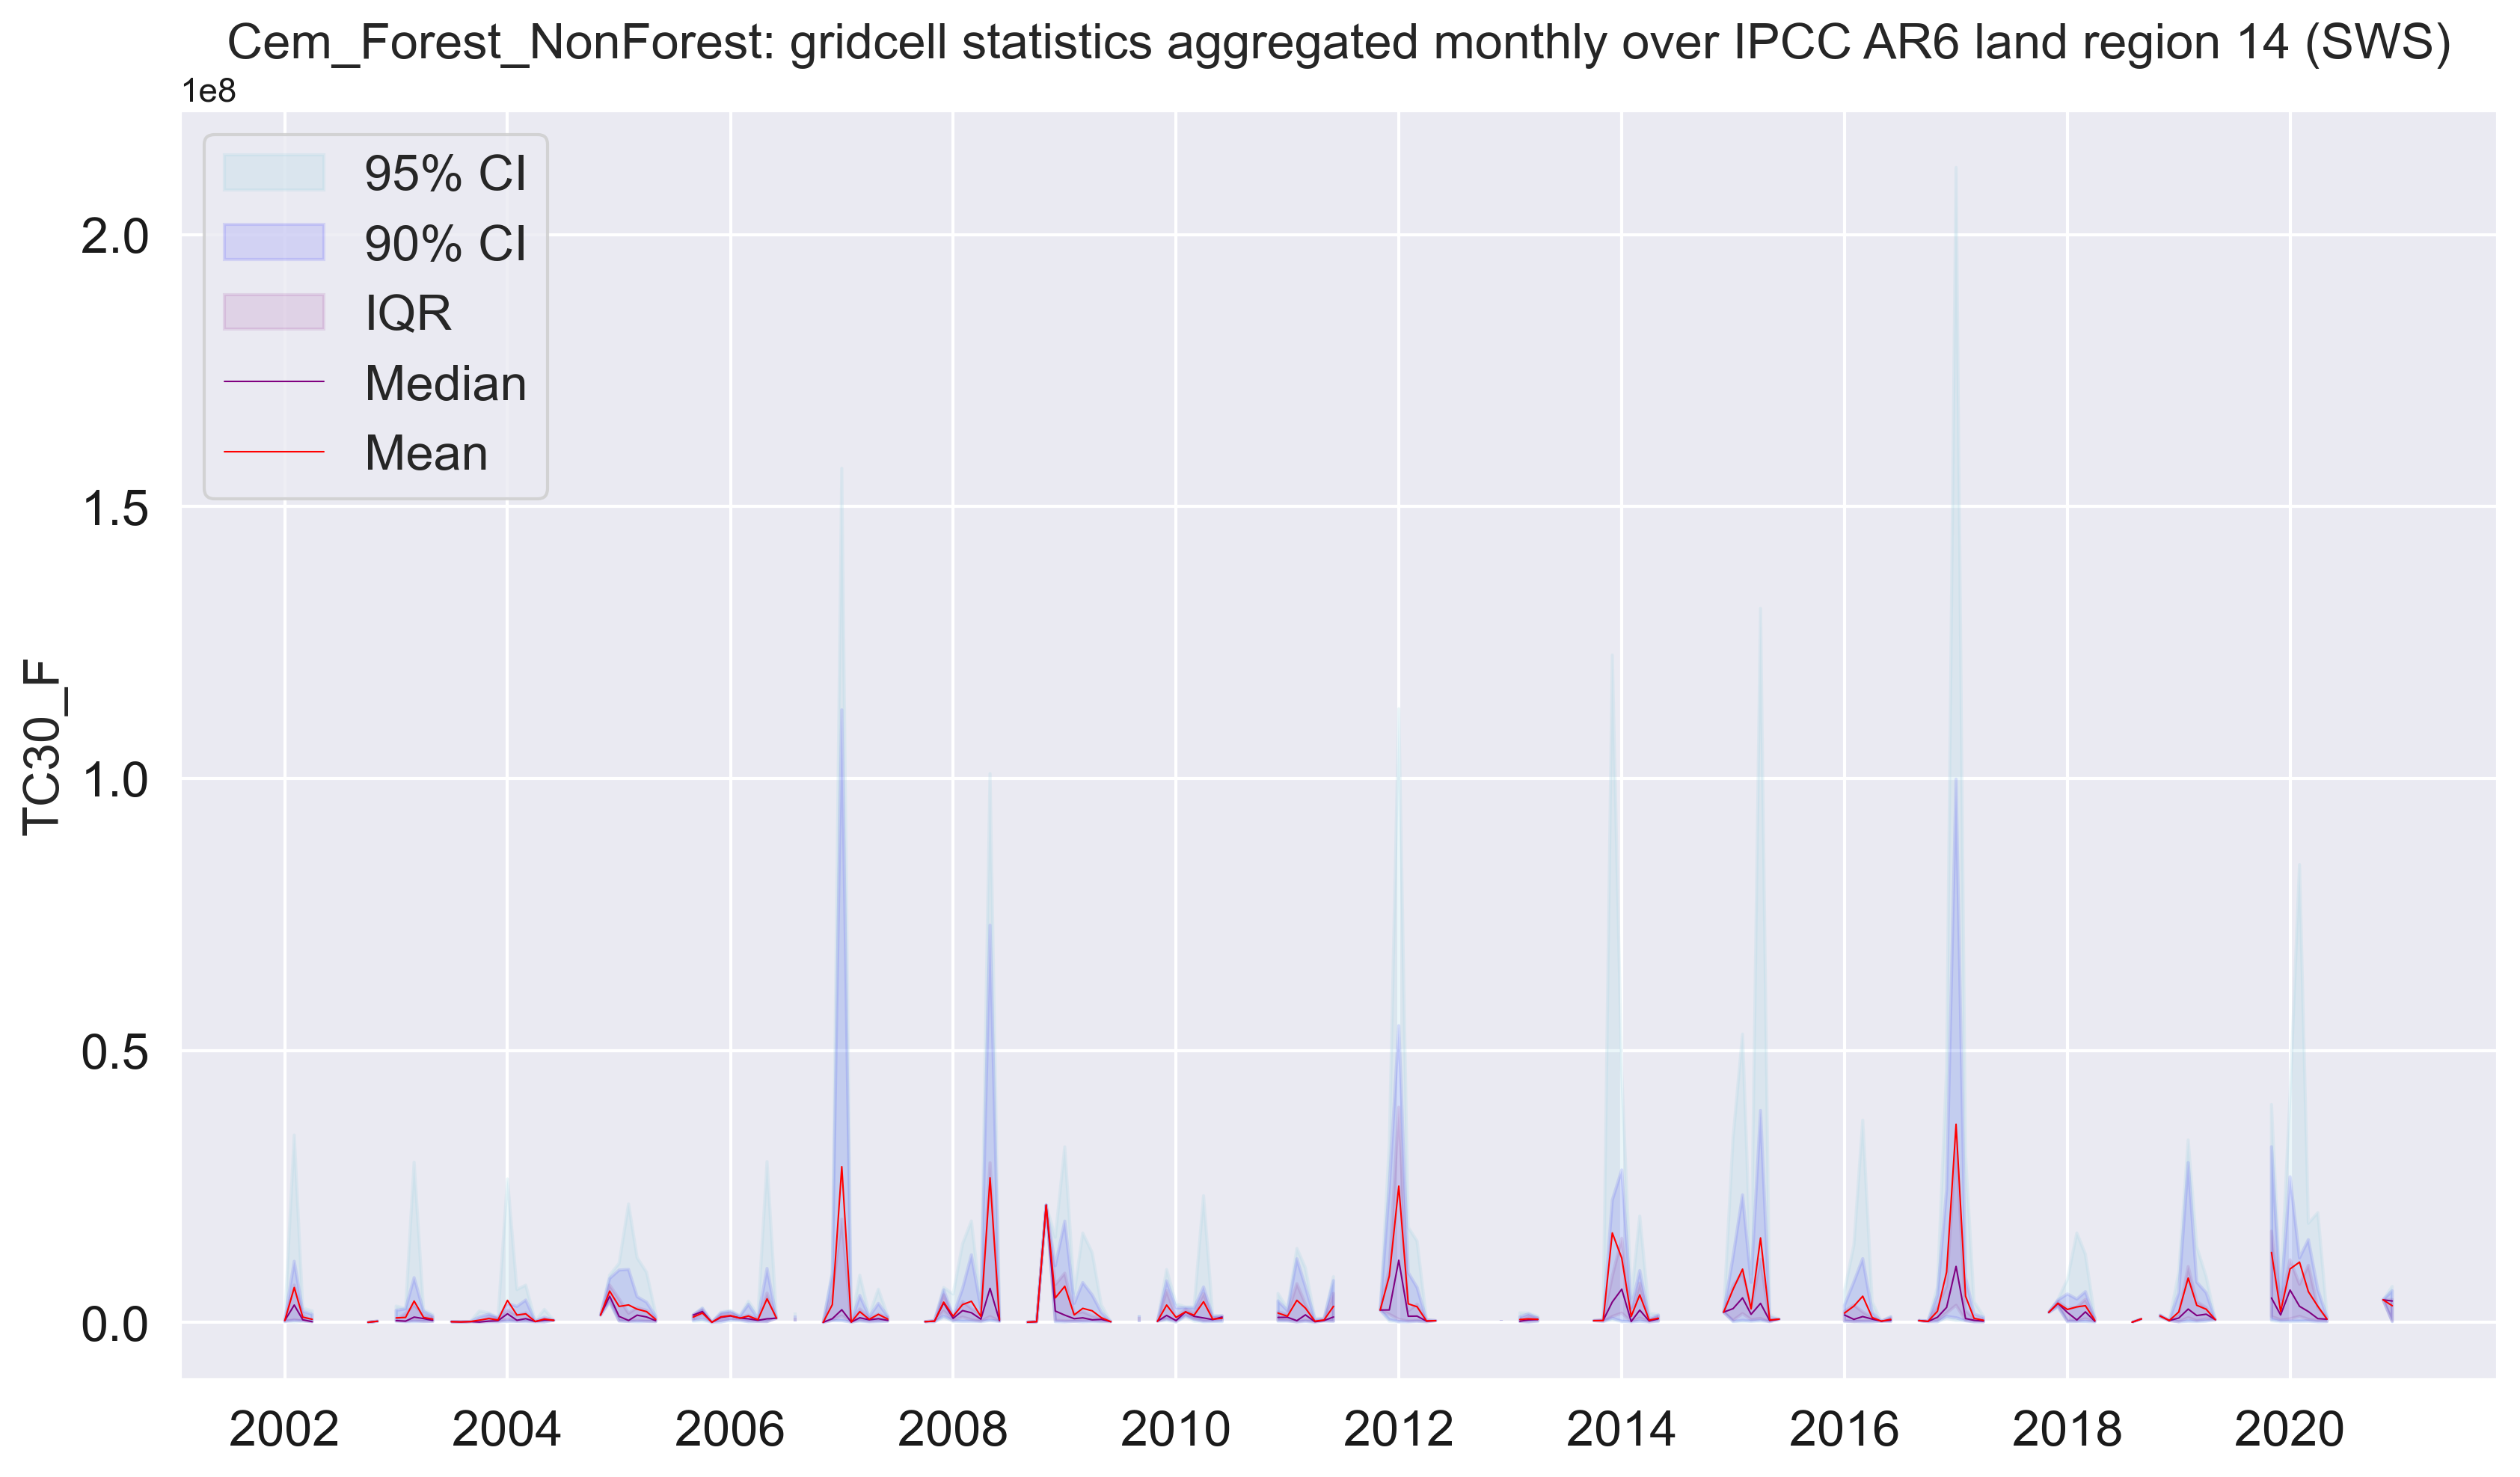 Cem_Forest_NonForest: gridcell statistics aggregated monthly over IPCC AR6 land region 14 (SWS)
1e8
95% CI
90% CI
IQR
Median
Mean
2.0
1.5
1.0
0.5
0.0
TC30_F
2002 2004 2006 2008 2010 2012 2014 2016 2018 2020